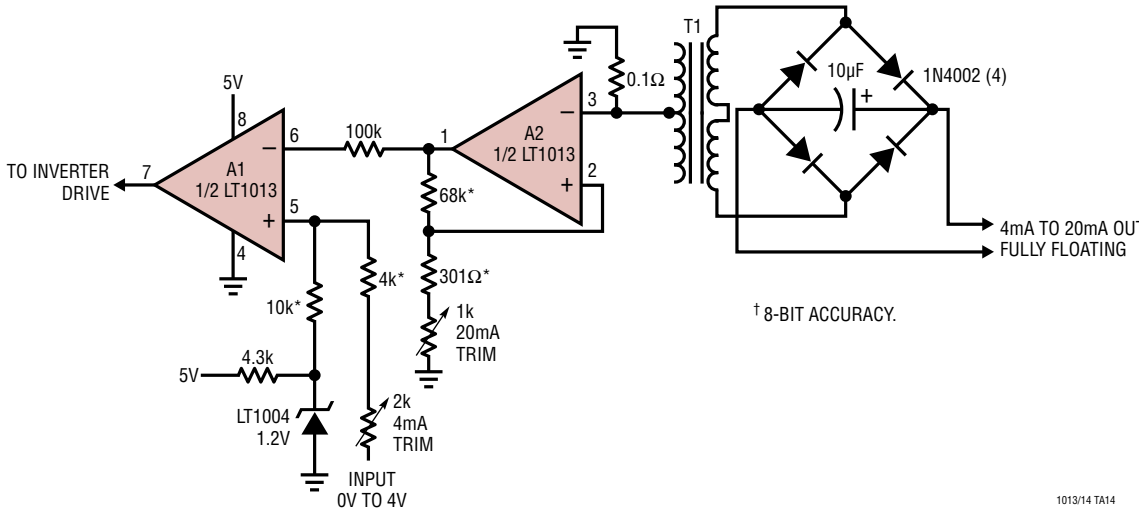 T1
5V
8
6
–
100k
1
A2
1/2 LT1013
3
–
0.1Ω
10µF
+
1N4002 (4)
TO INVERTER
DRIVE
7
A1
1/2 LT1013
2
+
68k*
5
+
4
4mA TO 20mA OUT
FULLY FLOATING
10k*
4k*
301Ω*
1k
20mA
TRIM
† 8-BIT ACCURACY.
4.3k
5V
LT1004
1.2V
2k
4mA
TRIM
INPUT
0V TO 4V
1013/14 TA14